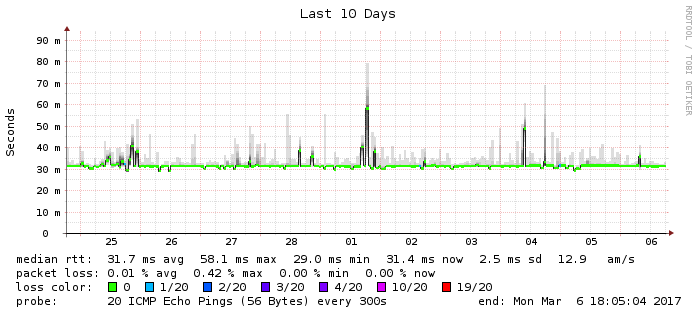 Last 10 Days
RRDTOOL / TOBI OETIKER
Seconds
90 m
80 m
70 m
60 m
50 m
40 m
30 m
20 m
10 m
0
25 26 27 28 01 02 03 04 05 06
median rtt: 31.7 ms avg 58.1 ms max 29.0 ms min 31.4 ms now 2.5 ms sd 12.9 am/s
packet loss: 0.01 % avg 0.42 % max 0.00 % min 0.00 % now
loss color: 0 1/20 2/20 3/20 4/20 10/20 19/20
probe: 20 ICMP Echo Pings (56 Bytes) every 300s end: Mon Mar 6 18:05:04 2017